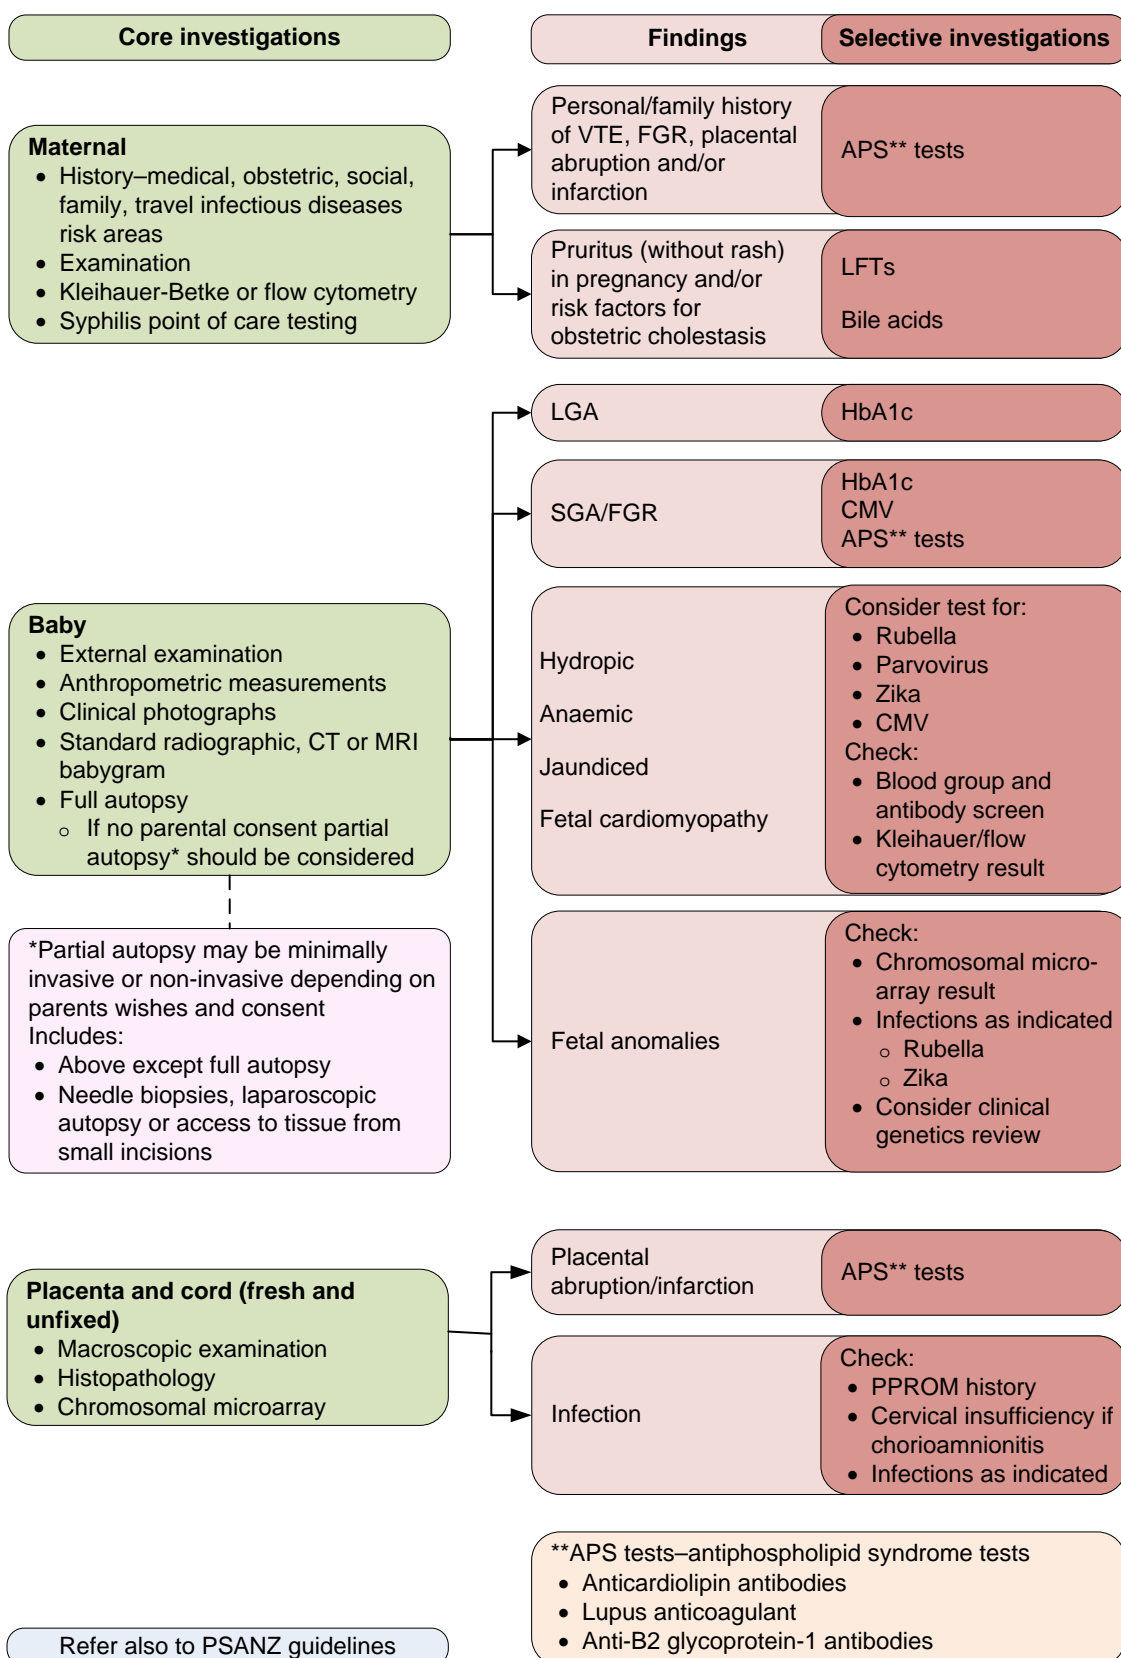 Core investigations
Findings
Selective investigations
Maternal
• History–medical, obstetric, social,
family, travel infectious diseases
risk areas
• Examination
• Kleihauer-Betke or flow cytometry
• Syphilis point of care testing
Personal/family history
of VTE, FGR, placental
abruption and/or
infarction
APS** tests
Pruritus (without rash)
in pregnancy and/or
risk factors for
obstetric cholestasis
LFTs
Bile acids
Baby
• External examination
• Anthropometric measurements
• Clinical photographs
• Standard radiographic, CT or MRI
babygram
• Full autopsy
o If no parental consent partial
autopsy* should be considered
*Partial autopsy may be minimally
invasive or non-invasive depending on
parents wishes and consent
Includes:
• Above except full autopsy
• Needle biopsies, laparoscopic
autopsy or access to tissue from
small incisions
LGA
HbA1c
SGA/FGR
HbA1c
CMV
APS** tests
Hydropic
Anaemic
Jaundiced
Fetal cardiomyopathy
Consider test for:
• Rubella
• Parvovirus
• Zika
• CMV
Check:
• Blood group and
antibody screen
• Kleihauer/flow
cytometry result
Fetal anomalies
Check:
• Chromosomal micro-
array result
• Infections as indicated
o Rubella
o Zika
• Consider clinical
genetics review
Placenta and cord (fresh and
unfixed)
• Macroscopic examination
• Histopathology
• Chromosomal microarray
Placental
abruption/infarction
APS** tests
Infection
Check:
• PPROM history
• Cervical insufficiency if
chorioamnionitis
• Infections as indicated
**APS tests–antiphospholipid syndrome tests
• Anticardiolipin antibodies
• Lupus anticoagulant
• Anti-B2 glycoprotein-1 antibodies
Refer also to PSANZ guidelines